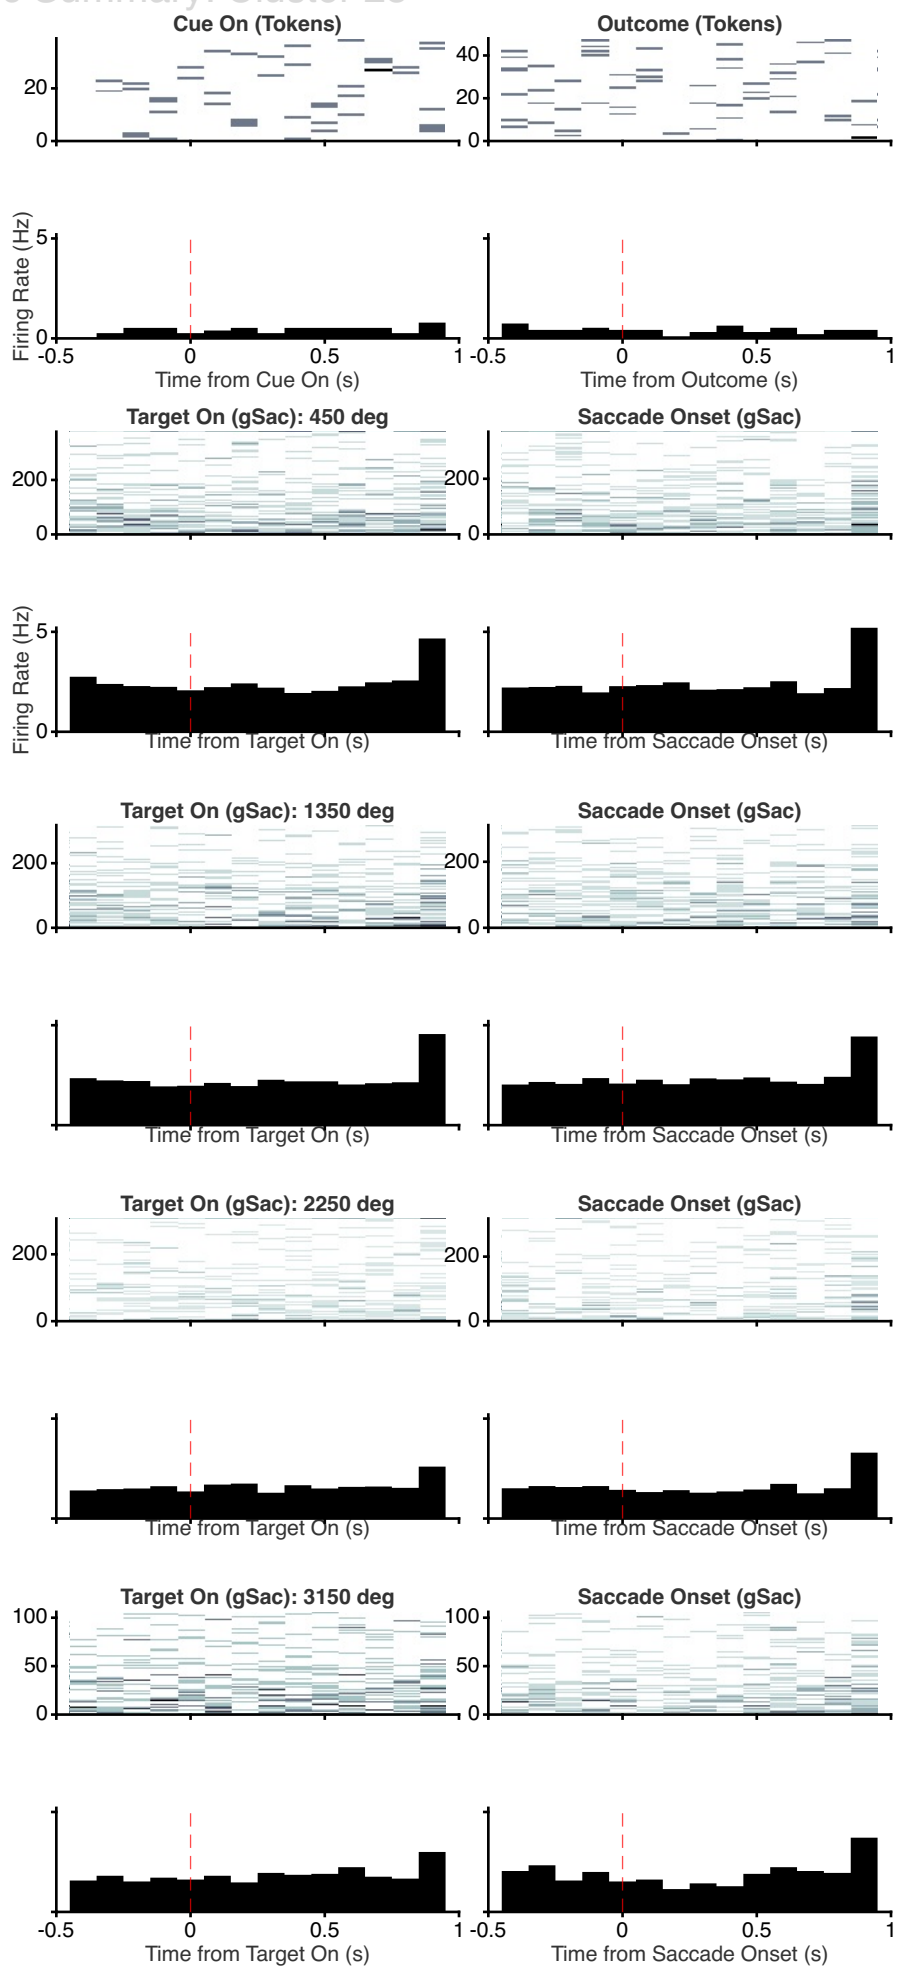 Summary: Cluster
Cue On (Tokens) Outcome (Tokens)
20 40
0 20
0
Firing Rate (Hz)
5
0
-0.5 0 0.5 1 -0.5 0 0.5 1
Time from Cue On (s) Time from Outcome (s)
Target On (gSac): 450 deg Saccade Onset (gSac)
200 200
0 0
Firing Rate (Hz)
5
0
Time from Target On (s) Time from Saccade Onset (s)
Target On (gSac): 1350 deg Saccade Onset (gSac)
200 200
0 0
Time from Target On (s) Time from Saccade Onset (s)
Target On (gSac): 2250 deg Saccade Onset (gSac)
200 200
0 0
Time from Target On (s) Time from Saccade Onset (s)
Target On (gSac): 3150 deg Saccade Onset (gSac)
100 100
50 50
0 0
-0.5 0 0.5 1 -0.5 0 0.5 1
Time from Target On (s) Time from Saccade Onset (s)